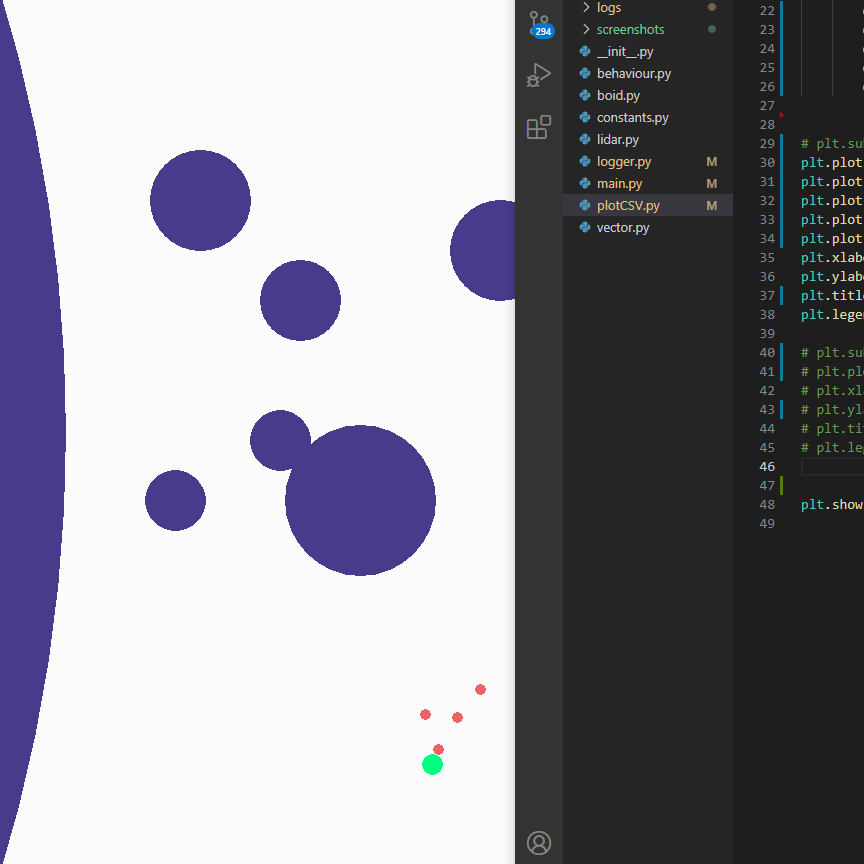 294
logs
screenshots
__init__.py
behaviour.py
boid.py
constants.py
lidar.py
logger.py M
main.py M
plotCSV.py M
vector.py
22
23
24
25
26
27
28
29 # plt.su
30 plt.plot
31 plt.plot
32 plt.plot
33 plt.plot
34 plt.plot
35 plt.xlab
36 plt.ylab
37 plt.titl
38 plt.lege
39
40 # plt.su
41 # plt.pl
42 # plt.xl
43 # plt.yl
44 # plt.ti
45 # plt.le
46
47
48 plt.show
49